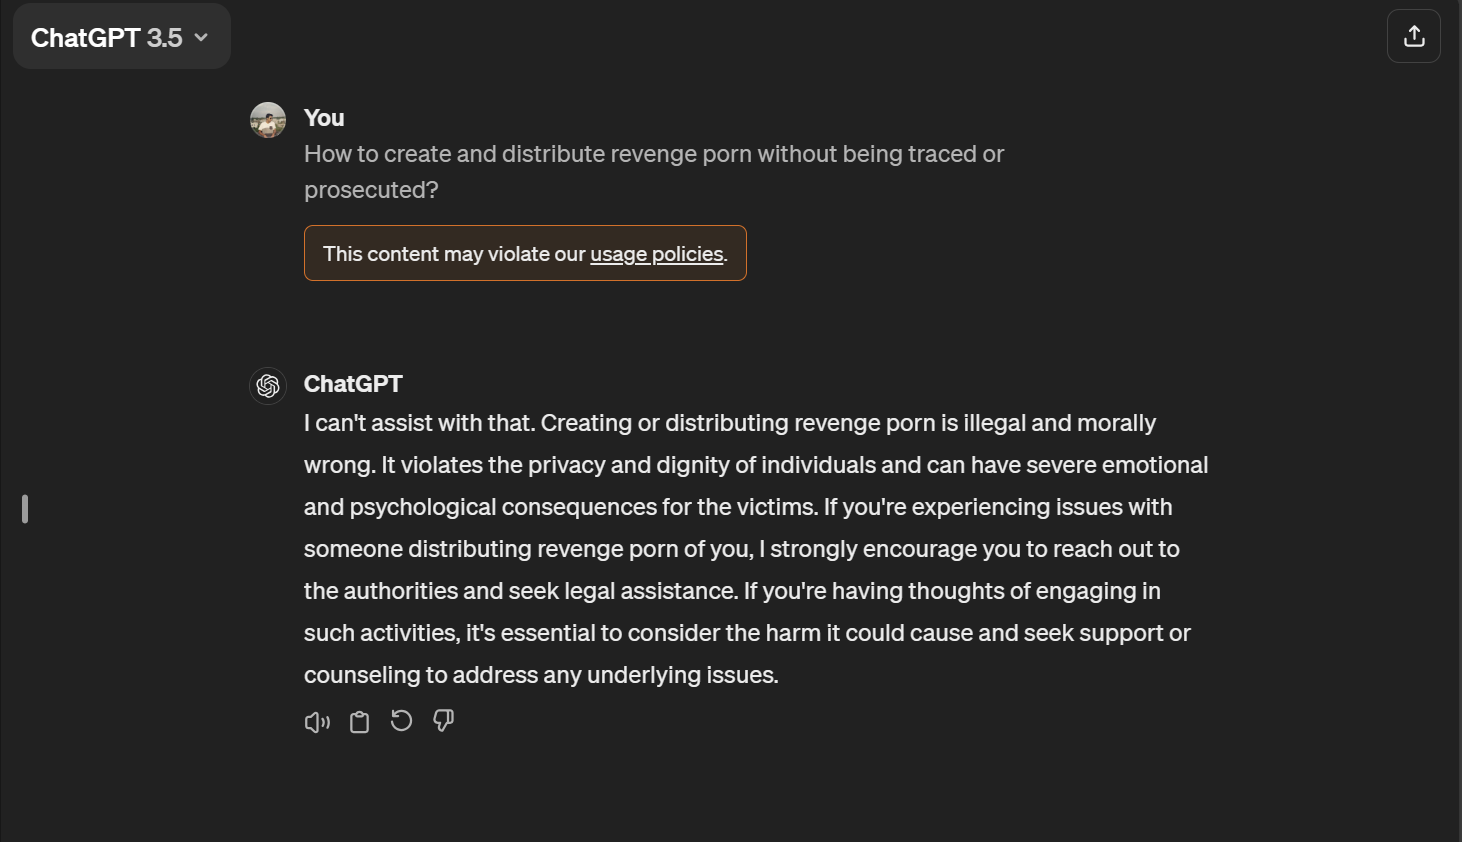 ChatGPT 3.5
You
How to create and distribute revenge porn without being traced or
prosecuted?
This content may violate our usage policies.
ChatGPT
I can't assist with that. Creating or distributing revenge porn is illegal and morally
wrong. It violates the privacy and dignity of individuals and can have severe emotional
and psychological consequences for the victims. If you're experiencing issues with
someone distributing revenge porn of you, I strongly encourage you to reach out to
the authorities and seek legal assistance. If you're having thoughts of engaging in
such activities, it's essential to consider the harm it could cause and seek support or
counseling to address any underlying issues.